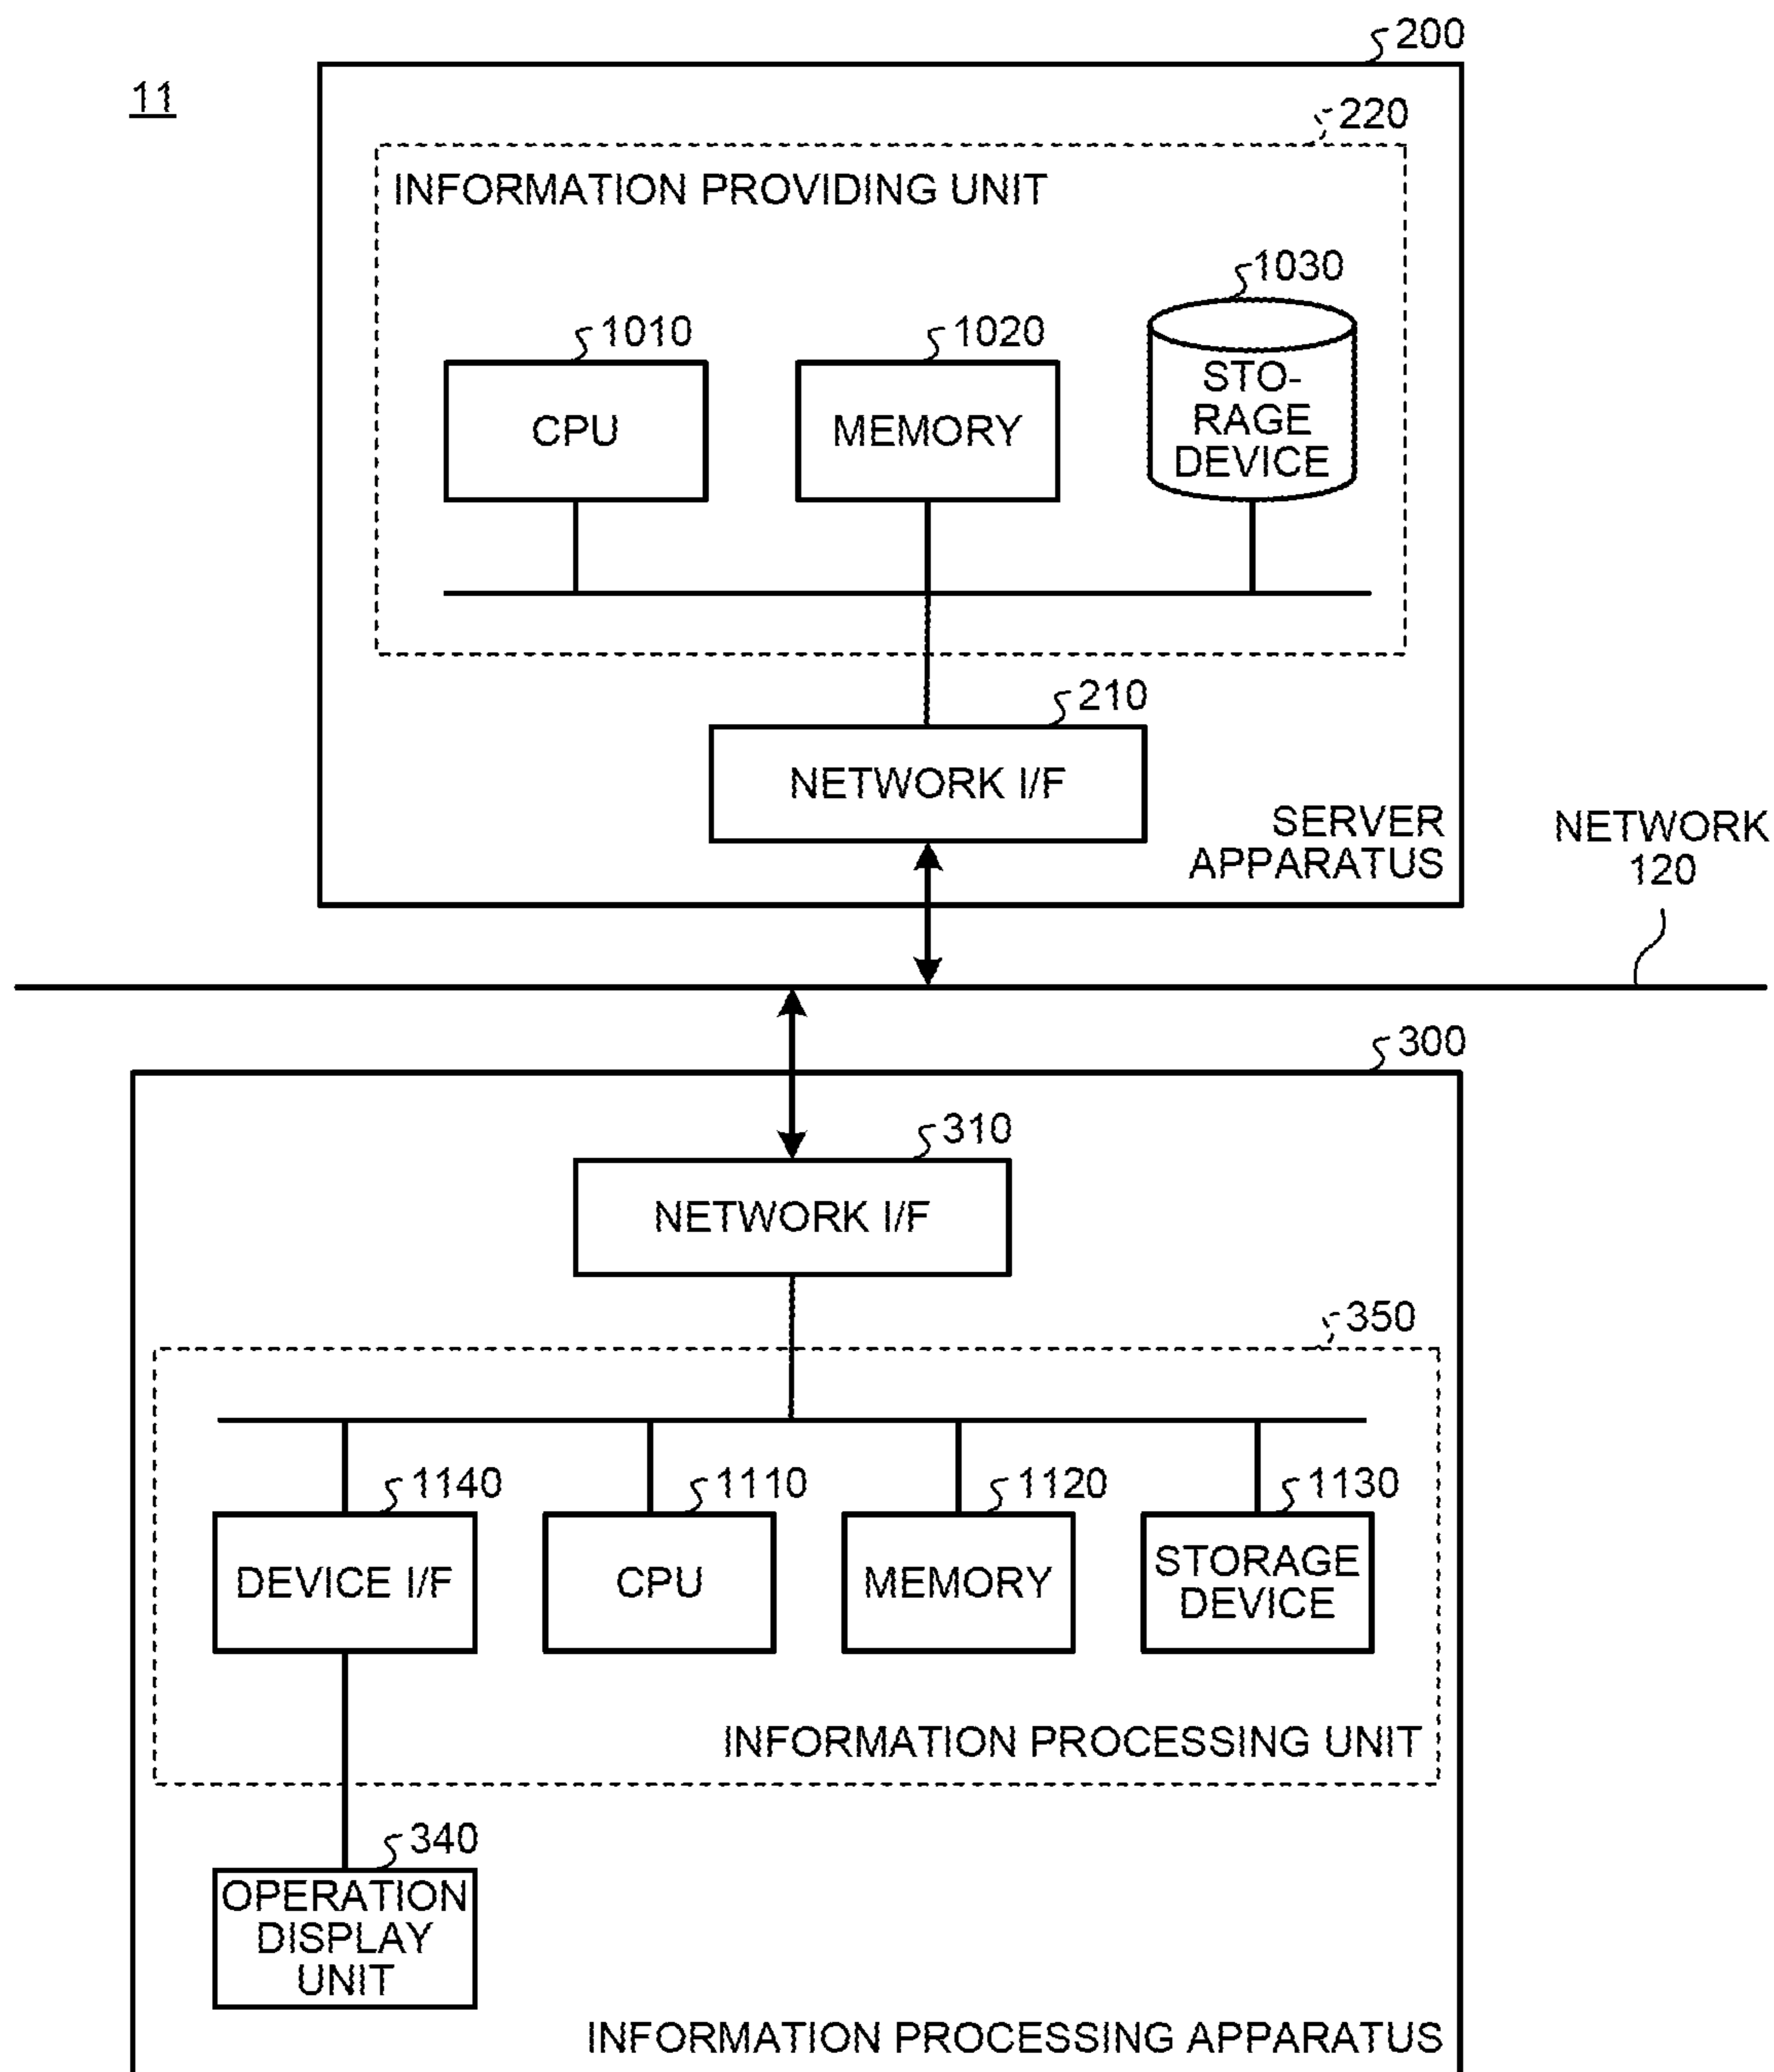 200
11
220
INFORMATION PROVIDING UNIT
1030
1010
1020
CPU
MEMORY
STO-
RAGE
DEVICE
210
NETWORK I/F
SERVER
APPARATUS
NETWORK
120
300
310
NETWORK I/F
350
1140
1110
1120
1130
DEVICE I/F
CPU
MEMORY
STORAGE
DEVICE
INFORMATION PROCESSING UNIT
340
OPERATION
DISPLAY
UNIT
INFORMATION PROCESSING APPARATUS